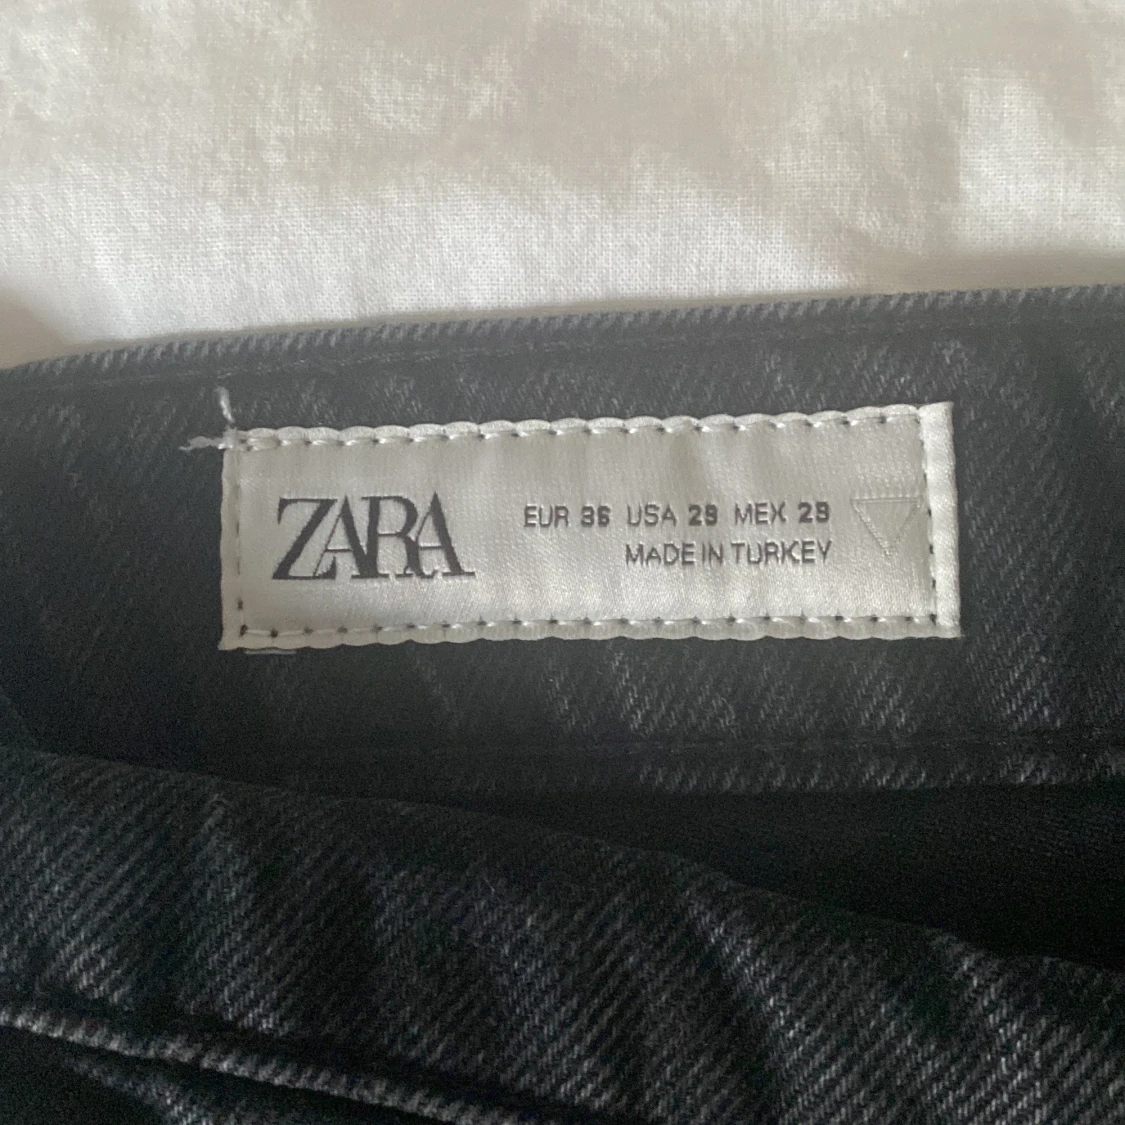 ZARA
EUR 36 USA 28 MEX 28
MADE IN TURKEY